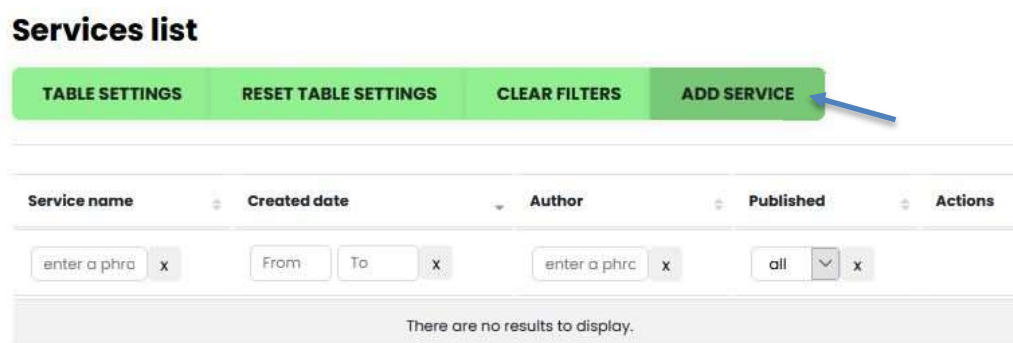 Services list
TABLE SETTINGS RESET TABLE SETTINGS CLEAR FILTERS ADD SERVICE
Service name Created date Author Published Actions
enter a phra x From To x enter a phrc x all x
There are no results to display.